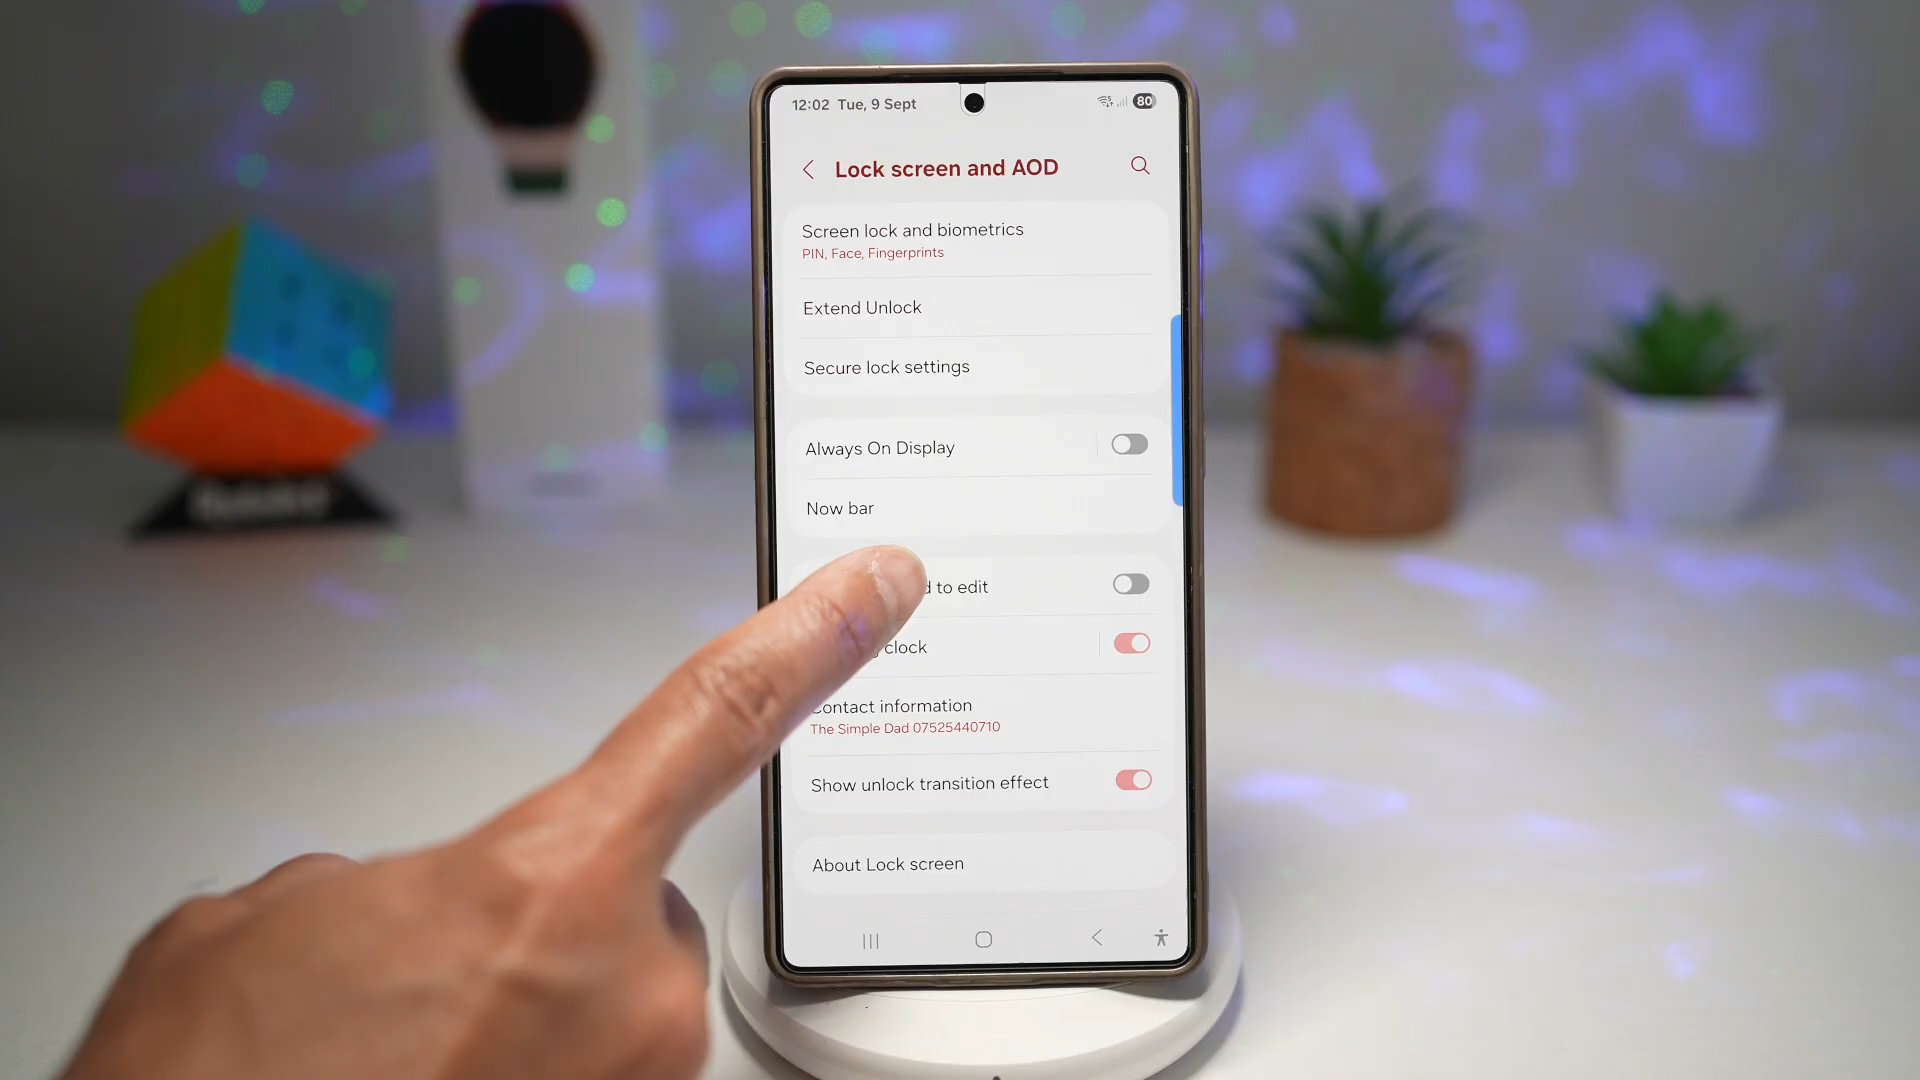 12:02 Tue, 9 Sept
80
Lock screen and AOD
Screen lock and biometrics
PIN, Face, Fingerprints
Extend Unlock
Secure lock settings
Always On Display
Now bar
to edit
clock
Contact information
The Simple Dad 07525440710
Show unlock transition effect
About Lock screen